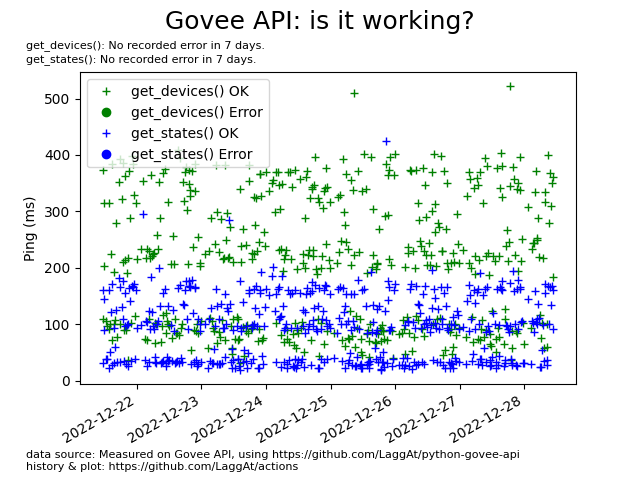 Govee API: is it working?
get_devices(): No recorded error in 7 days.
get_states(): No recorded error in 7 days.
get_devices() OK
get_devices() Error
get_states() OK
get_states() Error
Ping (ms)
500
400
300
200
100
0
2022-12-22
2022-12-23
2022-12-24
2022-12-25
2022-12-26
2022-12-27
2022-12-28
data source: Measured on Govee API, using https://github.com/LaggAt/python-govee-api
history & plot: https://github.com/LaggAt/actions